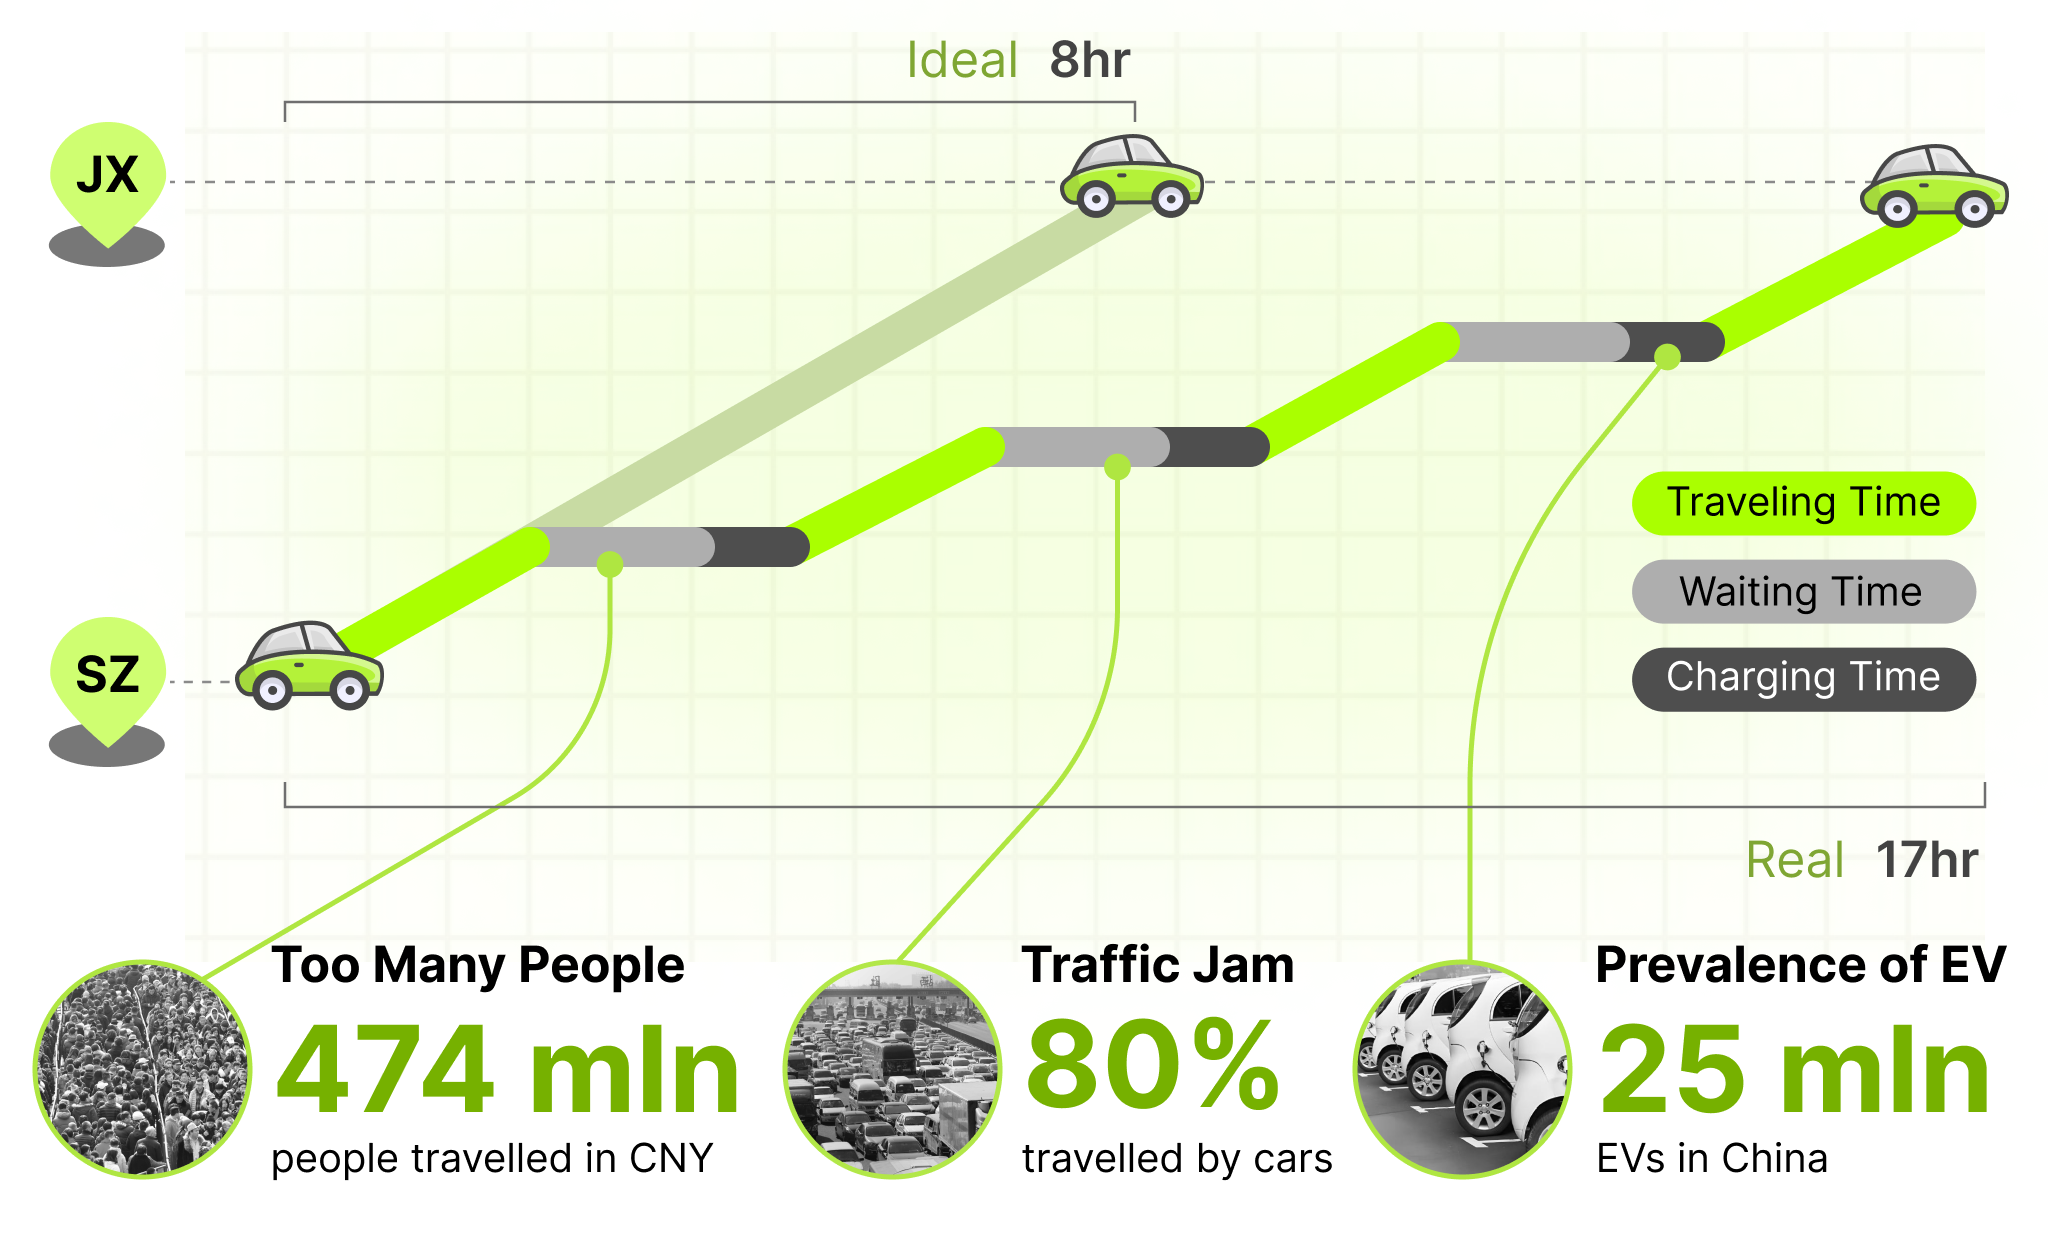 Ideal 8hr
JX
SZ
Traveling Time
Waiting Time
Charging Time
Real 17hr
Too Many People
474 mln
people travelled in CNY
Traffic Jam
80%
travelled by cars
Prevalence of EV
25 mln
EVs in China